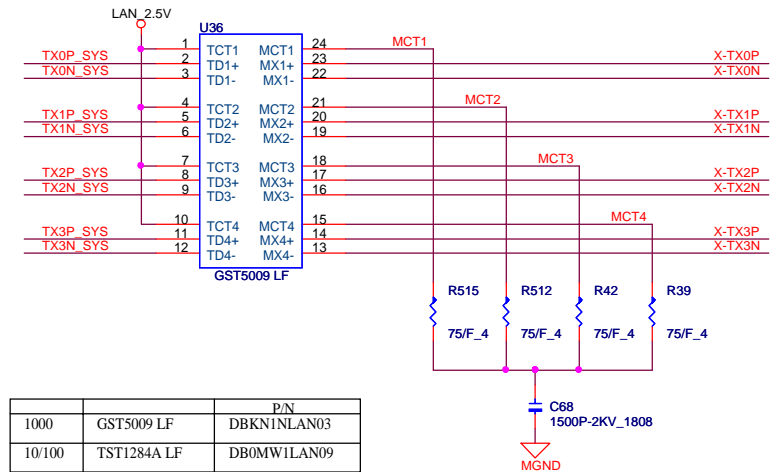 LAN_2.5V
U36
1 TCT1 MCT1 24 MCT1
TX0P_SYS 2 TD1+ MX1+ 23 X-TX0P
TX0N_SYS 3 TD1- MX1- 22 X-TX0N
4 TCT2 MCT2 21 MCT2
TX1P_SYS 5 TD2+ MX2+ 20 X-TX1P
TX1N_SYS 6 TD2- MX2- 19 X-TX1N
7 TCT3 MCT3 18 MCT3
TX2P_SYS 8 TD3+ MX3+ 17 X-TX2P
TX2N_SYS 9 TD3- MX3- 16 X-TX2N
10 TCT4 MCT4 15 MCT4
TX3P_SYS 11 TD4+ MX4+ 14 X-TX3P
TX3N_SYS 12 TD4- MX4- 13 X-TX3N
GST5009 LF
R515 R512 R42 R39
75/F_4 75/F_4 75/F_4 75/F_4
C68
1500P-2KV_1808
MGND
P/N
1000 GST5009 LF DBKN1NLAN03
10/100 TST1284A LF DB0MW1LAN09